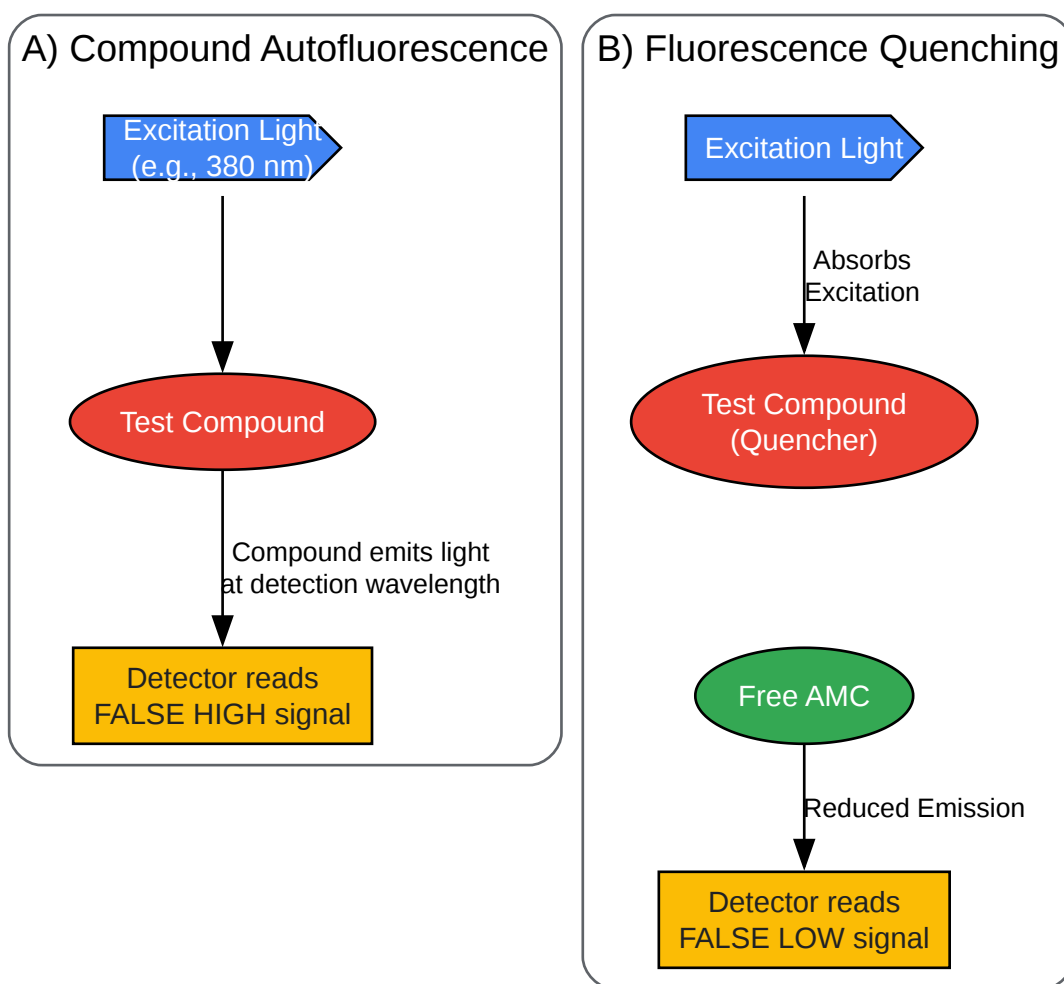 A) Compound Autofluorescence
Excitation Light
(e.g., 380 nm)
Test Compound
Compound emits light
at detection wavelength
Detector reads
FALSE HIGH signal
B) Fluorescence Quenching
Excitation Light
Absorbs
Excitation
Test Compound
(Quencher)
Free AMC
Reduced Emission
Detector reads
FALSE LOW signal